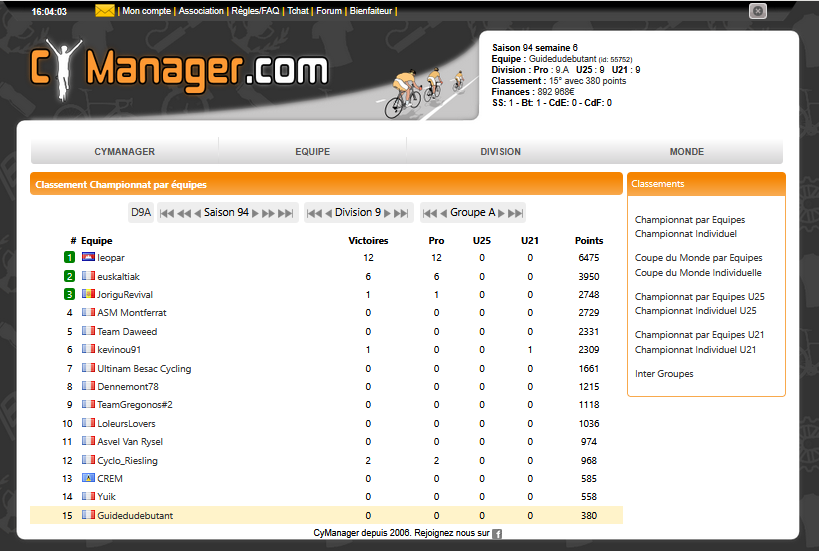 16:04:03 | Mon compte | Association | Règles/FAQ | Tchat | Forum | Bienfaiteur |
CyManager.com
Saison 94 semaine 6
Equipe : Guidedudebutant (id: 55752)
Division : Pro : 9.A U25 : 9 U21 : 9
Classement : 15° avec 380 points
Finances : 892 968€
SS: 1 - Bt: 1 - CdE: 0 - CdF: 0
CYMANAGER EQUIPE DIVISION MONDE
Classement Championnat par équipes
D9A Saison 94 Division 9 Groupe A
# Equipe Victoires Pro U25 U21 Points
1 leopar 12 12 0 0 6475
2 euskaltiak 6 6 0 0 3950
3 JoriguRevival 1 1 0 0 2748
4 ASM Montferrat 0 0 0 0 2729
5 Team Daweed 0 0 0 0 2331
6 kevinou91 1 0 0 1 2309
7 Ultinam Besac Cycling 0 0 0 0 1661
8 Dennemont78 0 0 0 0 1215
9 TeamGregonos#2 0 0 0 0 1118
10 LoleursLovers 0 0 0 0 1036
11 Asvel Van Rysel 0 0 0 0 974
12 Cyclo_Riesling 2 2 0 0 968
13 CREM 0 0 0 0 585
14 Yuik 0 0 0 0 558
15 Guidedudebutant 0 0 0 0 380
Classements
Championnat par Equipes
Championnat Individuel
Coupe du Monde par Equipes
Coupe du Monde Individuelle
Championnat par Equipes U25
Championnat Individuel U25
Championnat par Equipes U21
Championnat Individuel U21
Inter Groupes
CyManager depuis 2006. Rejoignez nous sur f